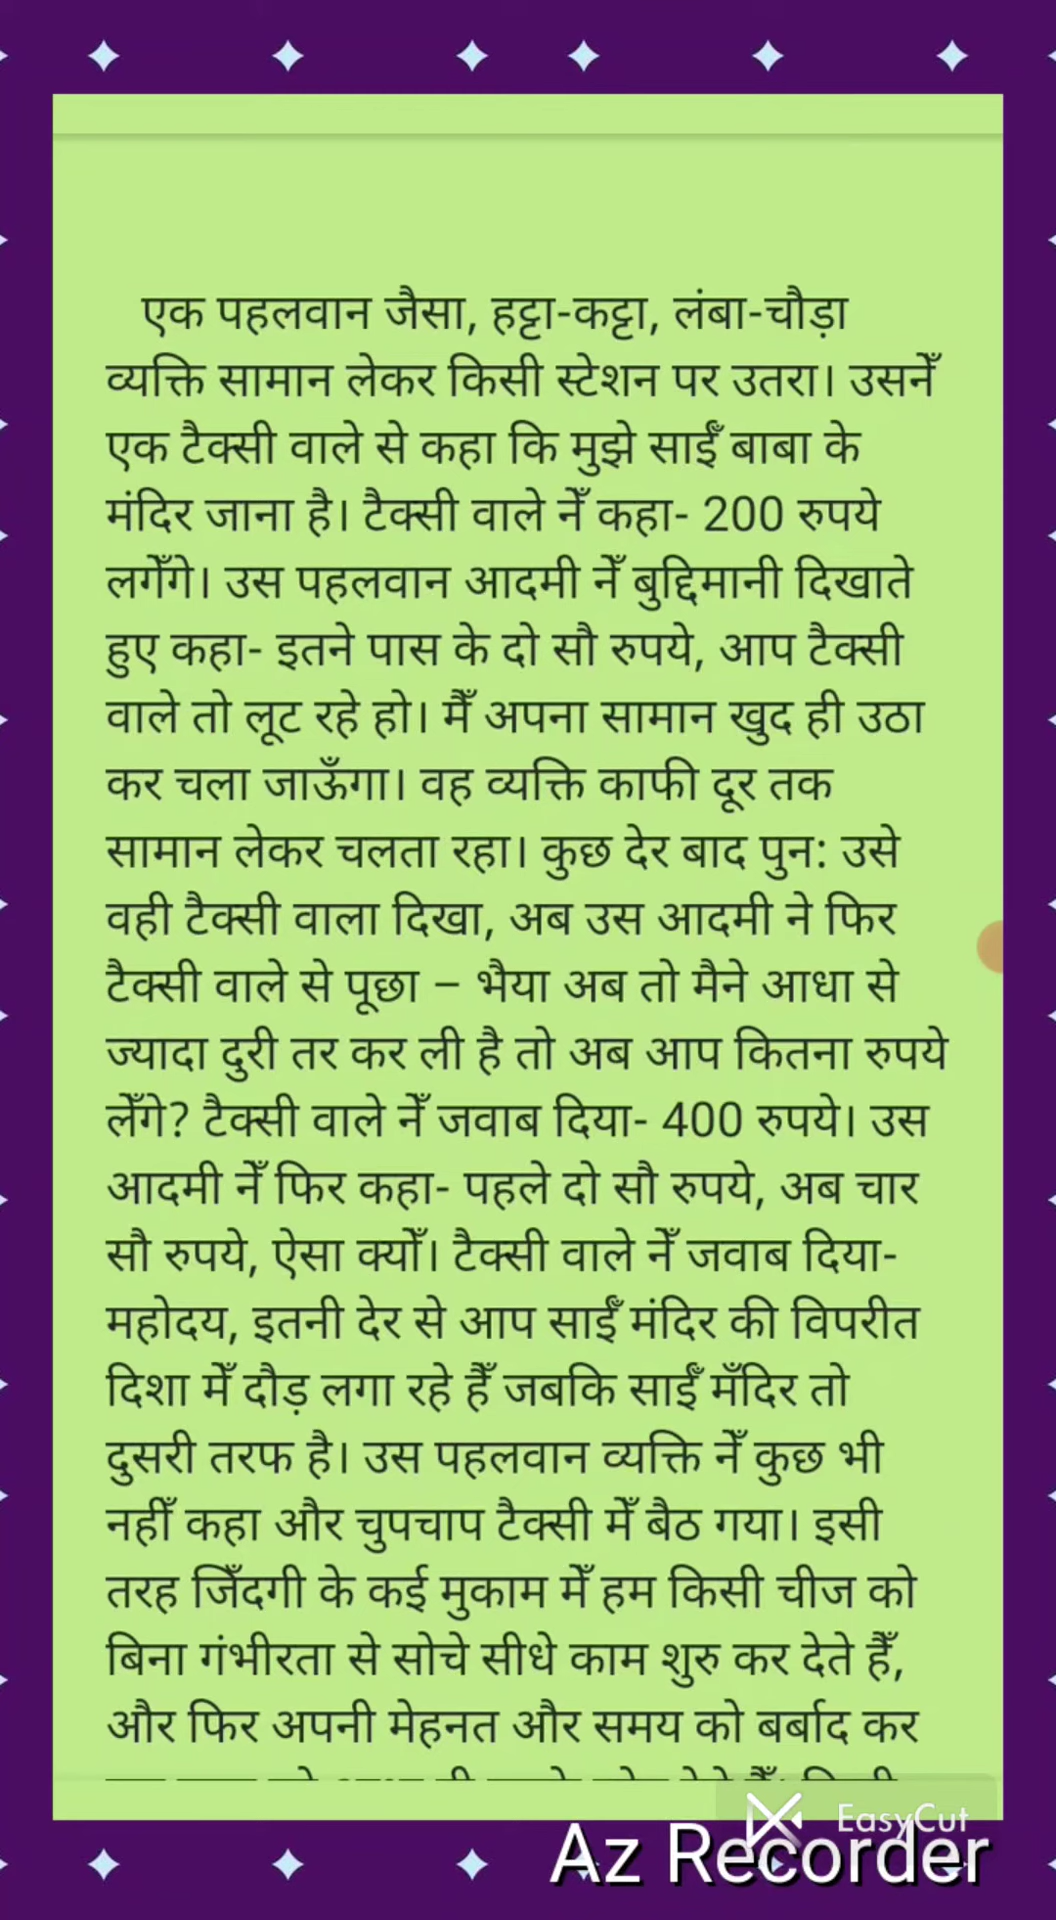 एक पहलवान जैसा, हट्टा-कट्टा, लंबा-चौड़ा
व्यक्ति सामान लेकर किसी स्टेशन पर उतरा। उसनेँ
एक टैक्सी वाले से कहा कि मुझे साईँ बाबा के
मंदिर जाना है। टैक्सी वाले नेँ कहा- 200 रुपये
लगेँगे। उस पहलवान आदमी नेँ बुद्दिमानी दिखाते
हुए कहा- इतने पास के दो सौ रुपये, आप टैक्सी
वाले तो लूट रहे हो। मैँ अपना सामान खुद ही उठा
कर चला जाऊँगा। वह व्यक्ति काफी दूर तक
सामान लेकर चलता रहा। कुछ देर बाद पुन: उसे
वही टैक्सी वाला दिखा, अब उस आदमी ने फिर
टैक्सी वाले से पूछा – भैया अब तो मैने आधा से
ज्यादा दुरी तर कर ली है तो अब आप कितना रुपये
लेँगे? टैक्सी वाले नेँ जवाब दिया- 400 रुपये। उस
आदमी नेँ फिर कहा- पहले दो सौ रुपये, अब चार
सौ रुपये, ऐसा क्योँ। टैक्सी वाले नेँ जवाब दिया-
महोदय, इतनी देर से आप साईँ मंदिर की विपरीत
दिशा मेँ दौड़ लगा रहे हैँ जबकि साईँ मँदिर तो
दुसरी तरफ है। उस पहलवान व्यक्ति नेँ कुछ भी
नहीँ कहा और चुपचाप टैक्सी मेँ बैठ गया। इसी
तरह जिँदगी के कई मुकाम मेँ हम किसी चीज को
बिना गंभीरता से सोचे सीधे काम शुरु कर देते हैँ,
और फिर अपनी मेहनत और समय को बर्बाद कर
EasyCut
Az Recorder